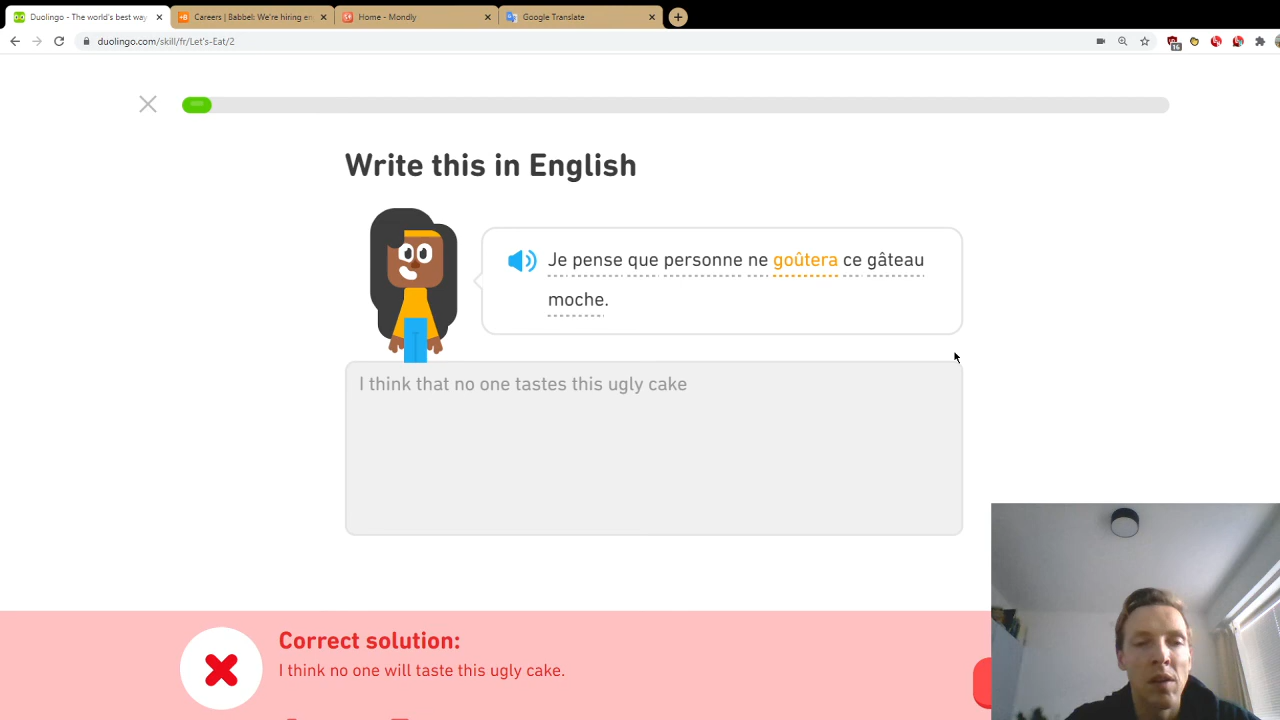 Duolingo - The world's best way
Careers | Babbel: We're hiring en
Home - Mondly
Google Translate
duolingo.com/skill/fr/Let's-Eat/2
16
Write this in English
Je pense que personne ne goûtera ce gâteau
moche.
I think that no one tastes this ugly cake
Correct solution:
I think no one will taste this ugly cake.